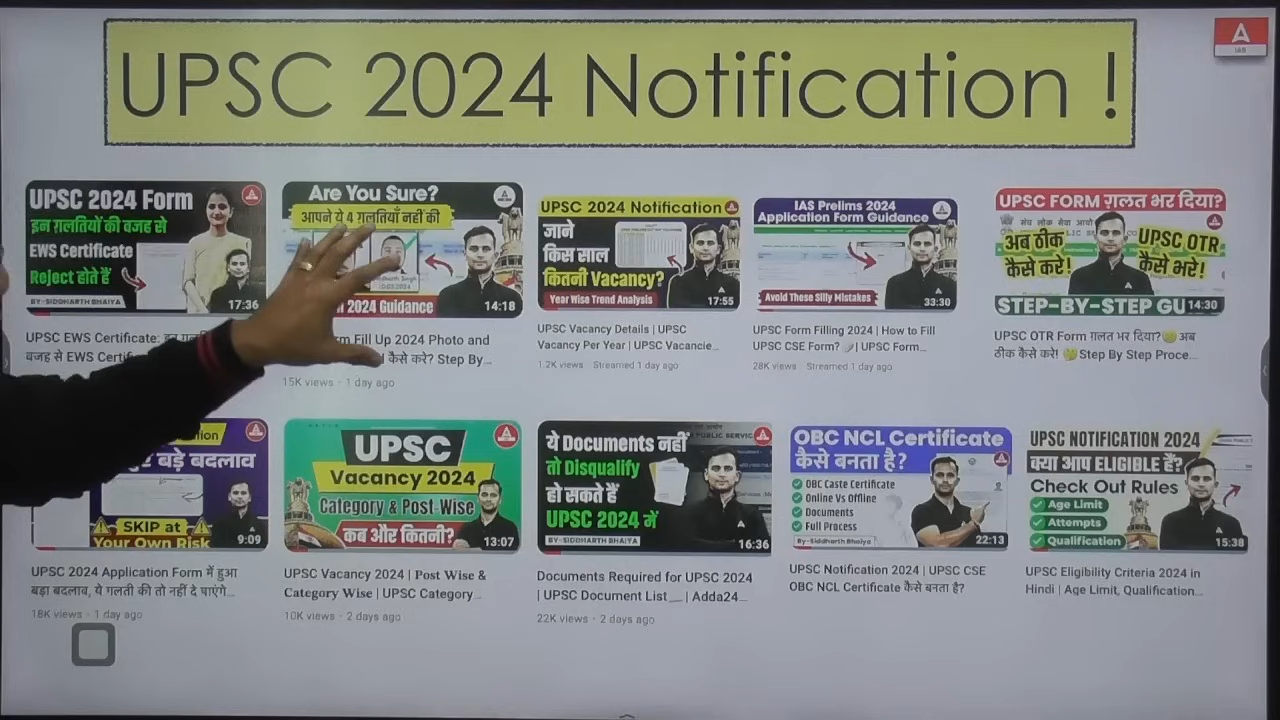 UPSC 2024 Notification !
A
UPSC 2024 Form
इन ग़लतियों की वजह से
EWS Certificate
Reject होते हैं
BY-SIDDHARTH BHAIYA
17:36
UPSC EWS Certificate:
वजह से EWS
Are You Sure?
आपने ये 4 ग़लतियाँ नहीं की
2024 Guidance
14:18
Fill Up 2024 Photo and
कैसे करे? Step By...
15K views · 1 day ago
UPSC 2024 Notification
जाने
किस साल
कितनी Vacancy?
Year Wise Trend Analysis
17:55
UPSC Vacancy Details | UPSC
Vacancy Per Year | UPSC Vacancie...
1.2K views · Streamed 1 day ago
IAS Prelims 2024
Application Form Guidance
Avoid These Silly Mistakes
33:30
UPSC Form Filling 2024 | How to Fill
UPSC CSE Form? | UPSC Form...
28K views · Streamed 1 day ago
UPSC FORM ग़लत भर दिया?
अब ठीक
कैसे करे!
UPSC OTR
कैसे भरे!
STEP-BY-STEP GU
14:30
UPSC OTR Form ग़लत भर दिया? अब
ठीक कैसे करे! Step By Step Proce...
बड़े बदलाव
SKIP at
Your Own Risk
9:09
UPSC 2024 Application Form में हुआ
बड़ा बदलाव, ये गलती की तो नहीं दे पाएंगे...
18K views · 1 day ago
UPSC
Vacancy 2024
Category & Post-Wise
कब और कितनी?
13:07
UPSC Vacancy 2024 | Post Wise &
Category Wise | UPSC Category...
10K views · 2 days ago
ये Documents नहीं
तो Disqualify
हो सकते हैं
UPSC 2024 में
BY-SIDDHARTH BHAIYA
16:36
Documents Required for UPSC 2024
| UPSC Document List__ | Adda24...
22K views · 2 days ago
OBC NCL Certificate
कैसे बनता है?
OBC Caste Certificate
Online Vs Offline
Documents
Full Process
By-Siddharth Bhaiya
22:13
UPSC Notification 2024 | UPSC CSE
OBC NCL Certificate कैसे बनता है?
UPSC NOTIFICATION 2024
क्या आप ELIGIBLE हैं?
Check Out Rules
Age Limit
Attempts
Qualification
15:38
UPSC Eligibility Criteria 2024 in
Hindi | Age Limit, Qualification...